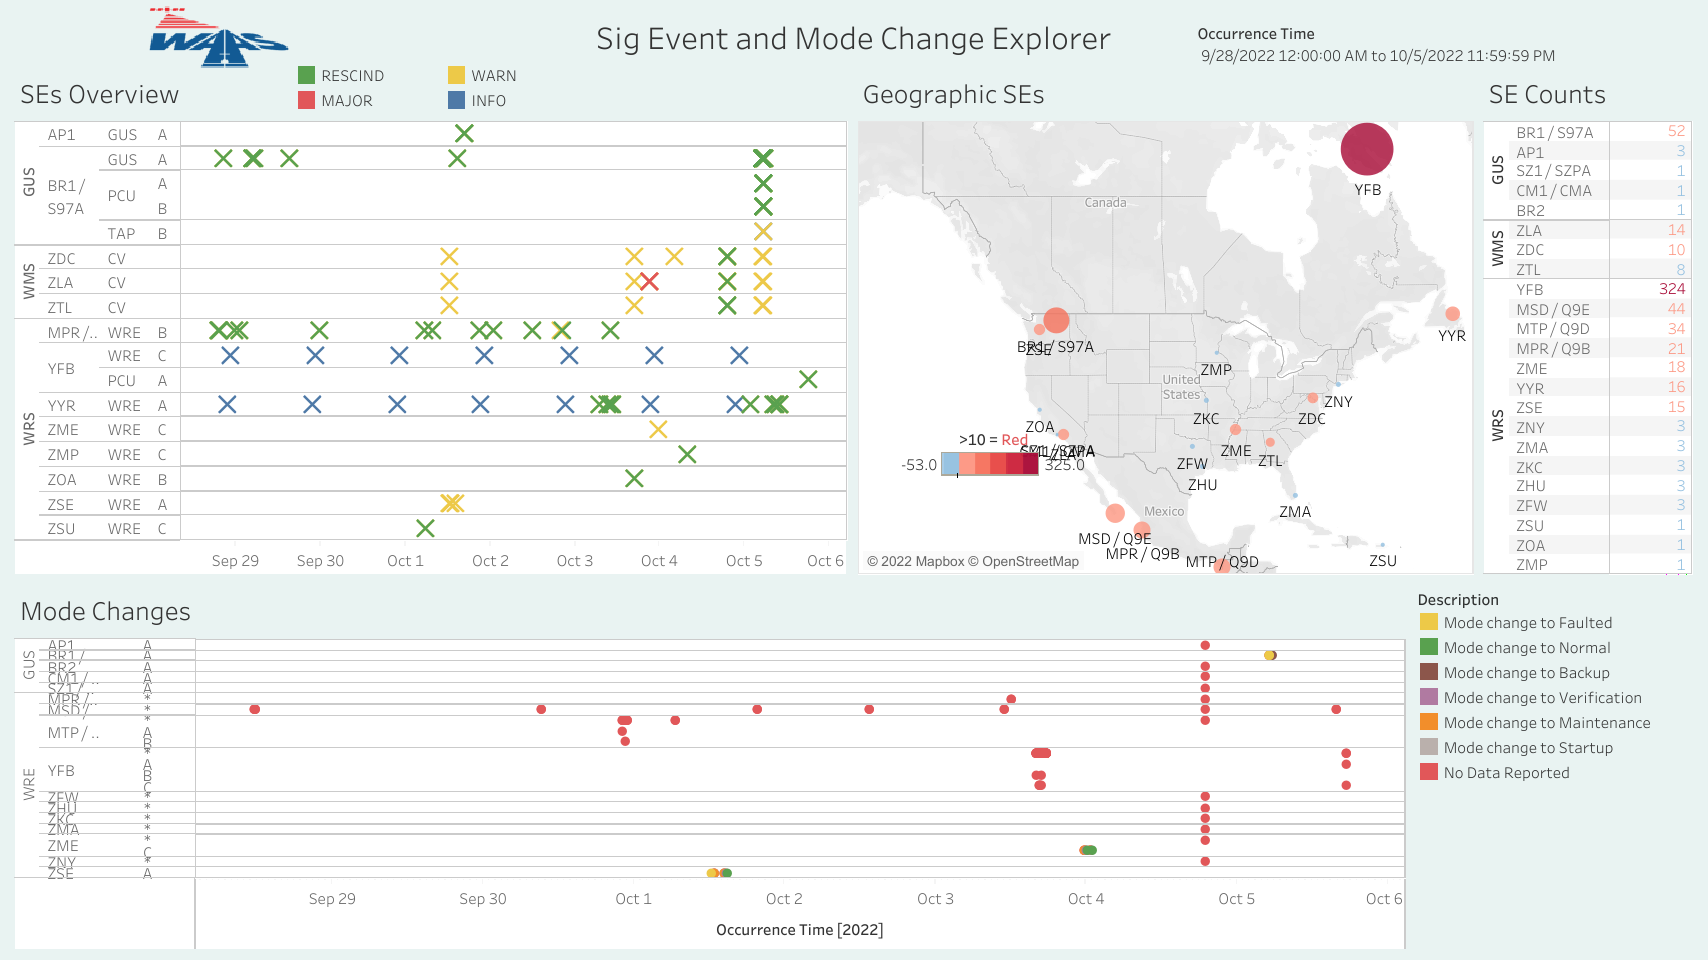 WAAS
Sig Event and Mode Change Explorer
Occurrence Time
9/28/2022 12:00:00 AM to 10/5/2022 11:59:59 PM
RESCIND
WARN
MAJOR
INFO
SEs Overview
GUS
AP1 GUS A
BR1 / S97A
GUS A
PCU A
B
TAP B
WMS
ZDC CV
ZLA CV
ZTL CV
WRS
MPR /.. WRE B
YFB WRE C
PCU A
YYR WRE A
ZME WRE C
ZMP WRE C
ZOA WRE B
ZSE WRE A
ZSU WRE C
Sep 29 Sep 30 Oct 1 Oct 2 Oct 3 Oct 4 Oct 5 Oct 6
Geographic SEs
YFB
Canada
YYR
BR1 / S97A
ZSE
ZMP
United
States
ZNY
ZKC
ZDC
ZOA
>10 = Red
SZ1 / SZPA
ZME
ZTL
-53.0
325.0
ZFW
ZHU
ZMA
Mexico
MSD / Q9E
MPR / Q9B
MTP / Q9D
ZSU
© 2022 Mapbox © OpenStreetMap
SE Counts
GUS
BR1 / S97A 52
AP1 3
SZ1 / SZPA 1
CM1 / CMA 1
BR2 1
WMS
ZLA 14
ZDC 10
ZTL 8
WRS
YFB 324
MSD / Q9E 44
MTP / Q9D 34
MPR / Q9B 21
ZME 18
YYR 16
ZSE 15
ZNY 3
ZMA 3
ZKC 3
ZHU 3
ZFW 3
ZSU 1
ZOA 1
ZMP 1
Mode Changes
GUS
AP1 A
BR1 / A
BR2 A
CM1 / .. A
SZ1 / .. A
WRE
MPR / .. *
MSD / *
MTP / .. *
A
B
YFB *
A
B
C
ZFW *
ZHU *
ZKC *
ZMA *
ZME *
C
ZNY *
ZSE A
Sep 29 Sep 30 Oct 1 Oct 2 Oct 3 Oct 4 Oct 5 Oct 6
Occurrence Time [2022]
Description
Mode change to Faulted
Mode change to Normal
Mode change to Backup
Mode change to Verification
Mode change to Maintenance
Mode change to Startup
No Data Reported